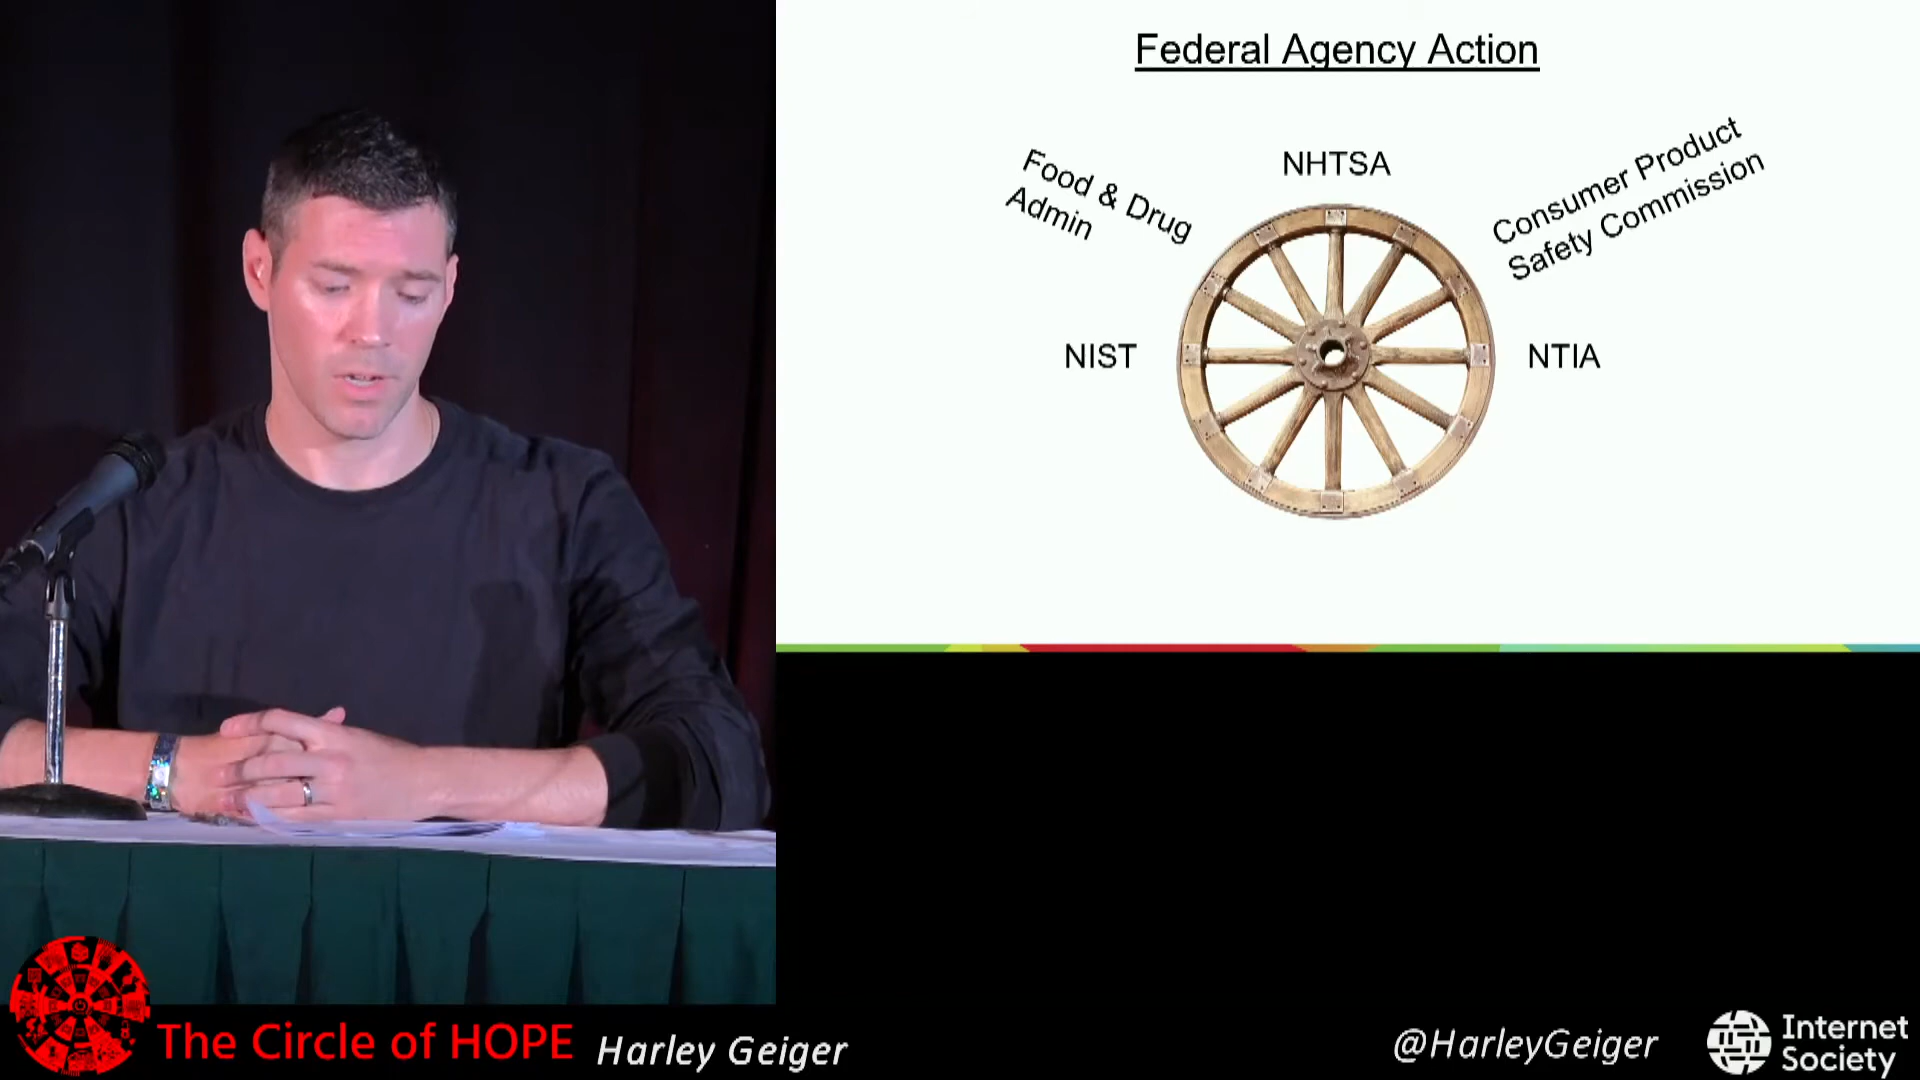 Federal Agency Action
NHTSA
Food & Drug
Admin
Consumer Product
Safety Commission
NIST
NTIA
The Circle of HOPE
Harley Geiger
@HarleyGeiger
Internet
Society